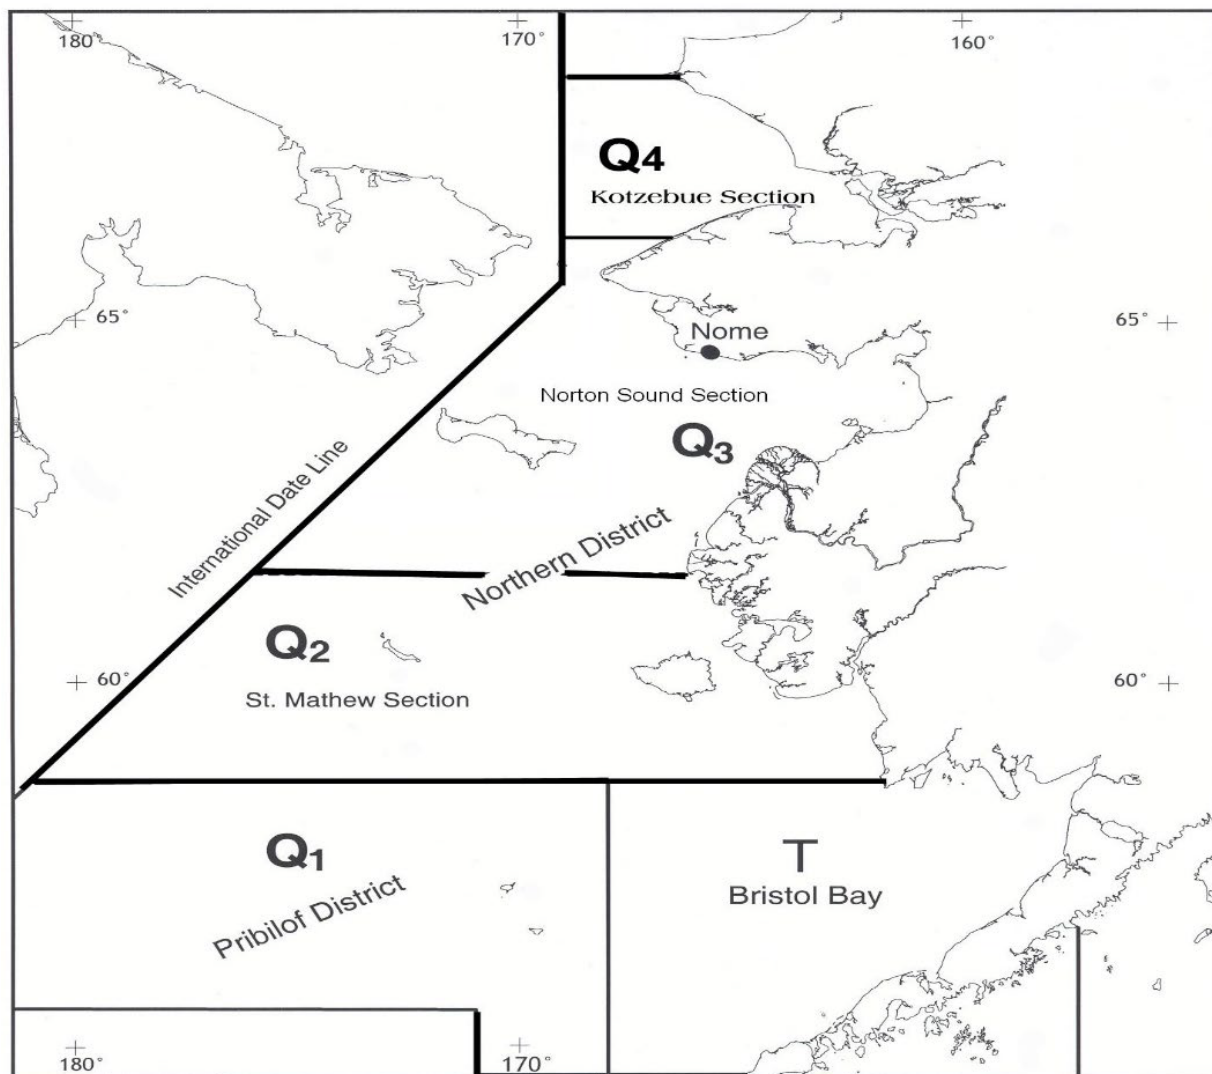 180°
170°
160°
Q4
Kotzebue Section
65°
65°
Nome
Norton Sound Section
Q3
International Date Line
Northern District
Q2
60°
60°
St. Mathew Section
Q1
T
Bristol Bay
Pribilof District
180°
170°